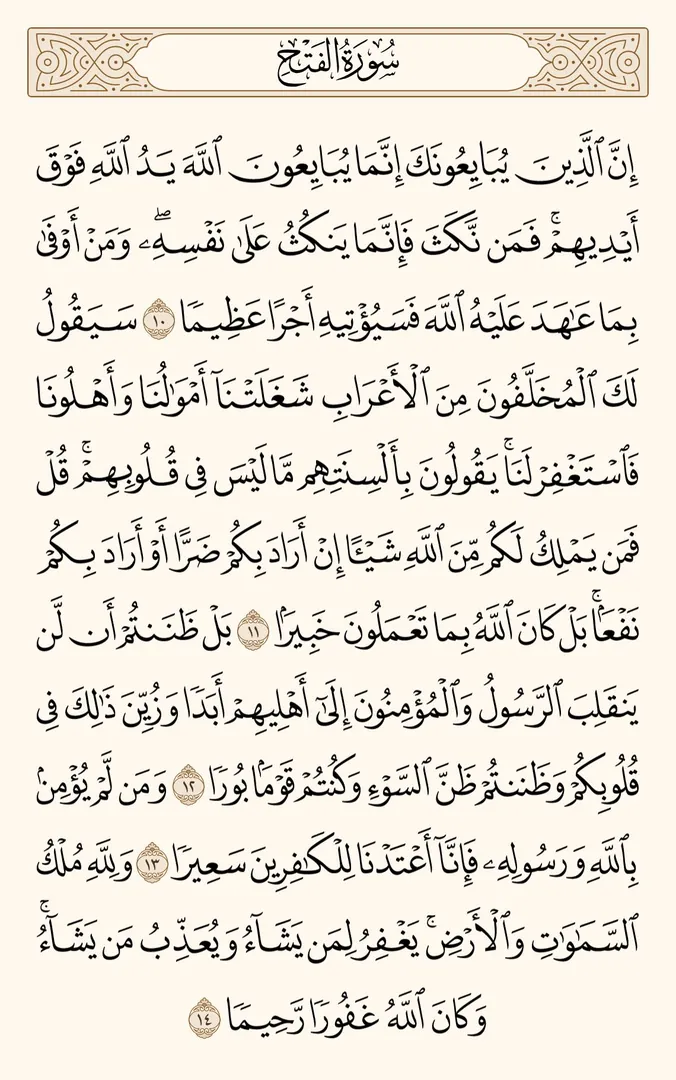 سُورَةُ الفَتْحِ
إِنَّ ٱلَّذِينَ يُبَايِعُونَكَ إِنَّمَا يُبَايِعُونَ ٱللَّهَ يَدُ ٱللَّهِ فَوْقَ
أَيْدِيهِمْۚ فَمَن نَّكَثَ فَإِنَّمَا يَنكُثُ عَلَىٰ نَفْسِهِۦۖ وَمَنْ أَوْفَىٰ
بِمَا عَٰهَدَ عَلَيْهُ ٱللَّهَ فَسَيُؤْتِيهِ أَجْرًا عَظِيمًا ١٠ سَيَقُولُ
لَكَ ٱلْمُخَلَّفُونَ مِنَ ٱلْأَعْرَابِ شَغَلَتْنَآ أَمْوَٰلُنَا وَأَهْلُونَا
فَٱسْتَغْفِرْ لَنَاۚ يَقُولُونَ بِأَلْسِنَتِهِم مَّا لَيْسَ فِى قُلُوبِهِمْۚ قُلْ
فَمَن يَمْلِكُ لَكُم مِّنَ ٱللَّهِ شَيْـًٔا إِنْ أَرَادَ بِكُمْ ضَرًّا أَوْ أَرَادَ بِكُمْ
نَفْعًۢاۚ بَلْ كَانَ ٱللَّهُ بِمَا تَعْمَلُونَ خَبِيرًۢا ١١ بَلْ ظَنَنتُمْ أَن لَّن
يَنقَلِبَ ٱلرَّسُولُ وَٱلْمُؤْمِنُونَ إِلَىٰٓ أَهْلِيهِمْ أَبَدًا وَزُيِّنَ ذَٰلِكَ فِى
قُلُوبِكُمْ وَظَنَنتُمْ ظَنَّ ٱلسَّوْءِ وَكُنتُمْ قَوْمًۢا بُورًا ١٢ وَمَن لَّمْ يُؤْمِنۢ
بِٱللَّهِ وَرَسُولِهِۦ فَإِنَّآ أَعْتَدْنَا لِلْكَٰفِرِينَ سَعِيرًا ١٣ وَلِلَّهِ مُلْكُ
ٱلسَّمَٰوَٰتِ وَٱلْأَرْضِۚ يَغْفِرُ لِمَن يَشَآءُ وَيُعَذِّبُ مَن يَشَآءُۚ
وَكَانَ ٱللَّهُ غَفُورًا رَّحِيمًا ١٤